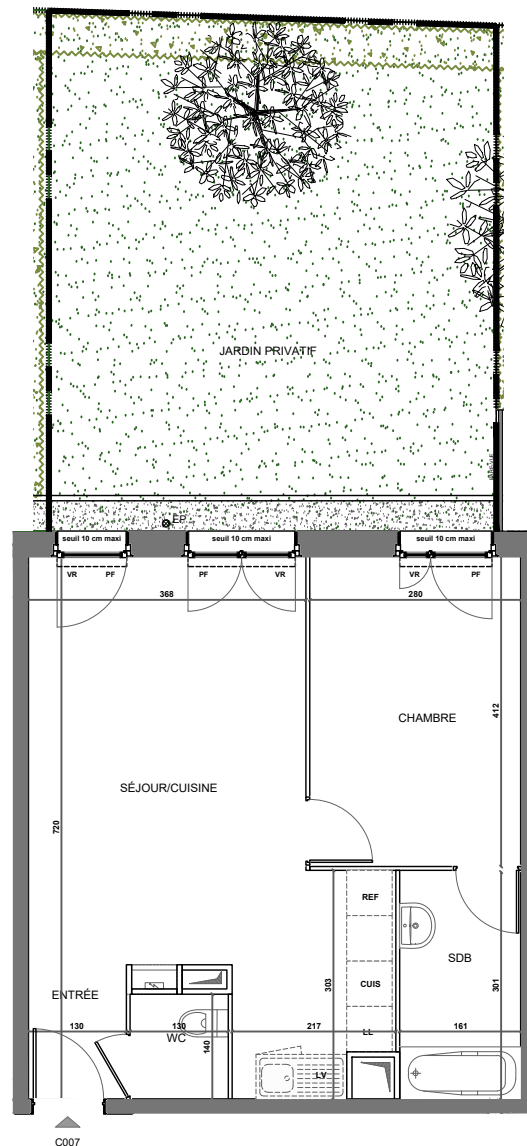 JARDIN PRIVATIF
EP
seuil 10 cm maxi seuil 10 cm maxi seuil 10 cm maxi
VR PF PF VR VR PF
368 280
CHAMBRE
412
SÉJOUR/CUISINE
720
REF
SDB
303 CUIS 301
ENTRÉE
130 130 217 LL 161
WC
140
LV
C007